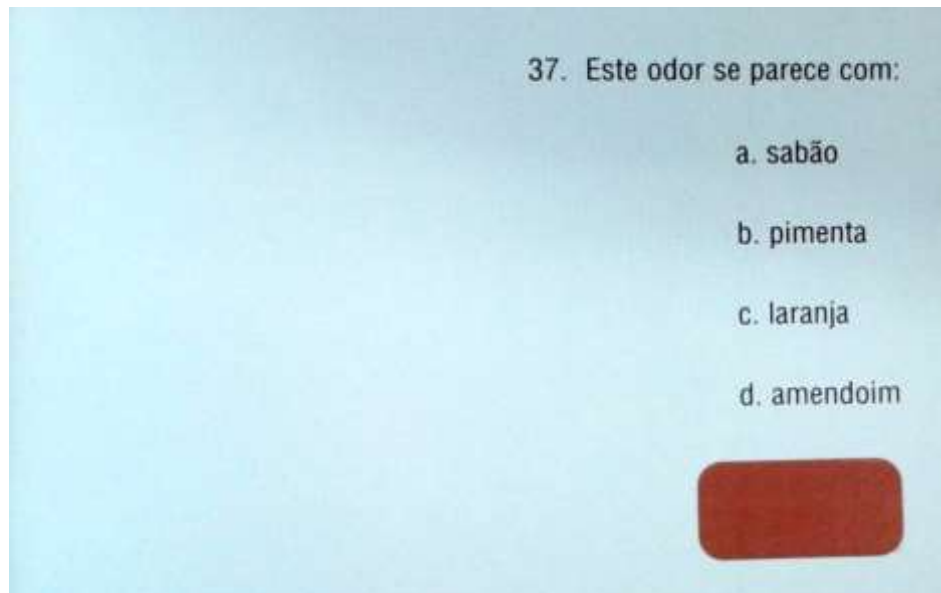 37. Este odor se parece com:
a. sabão
b. pimenta
c. laranja
d. amendoim